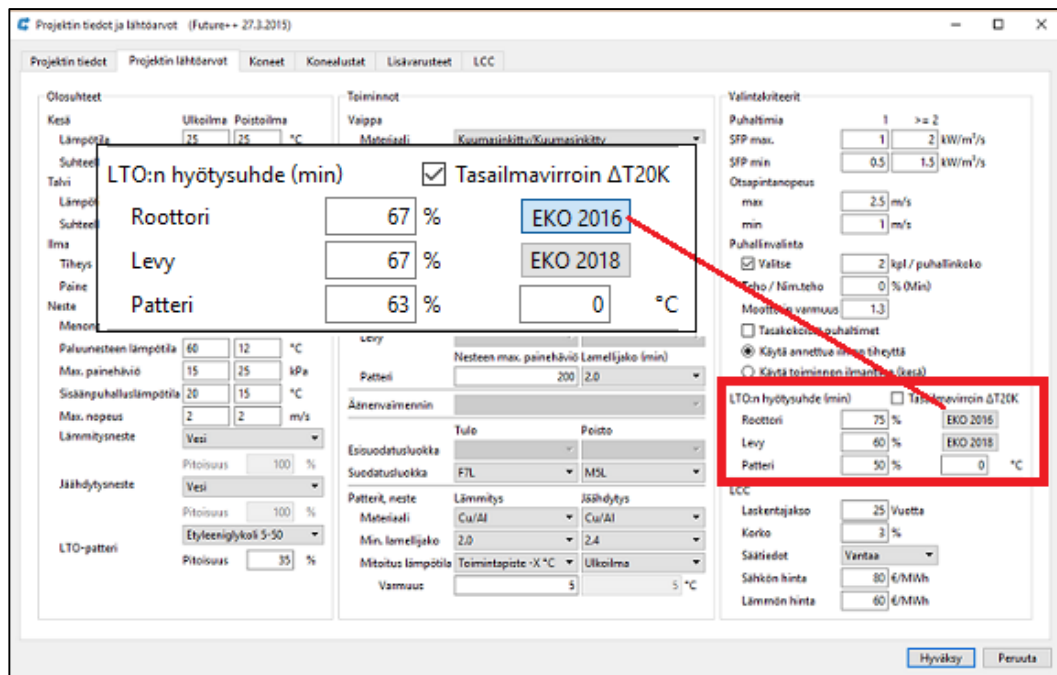 Projektin tiedot ja lähtöarvot (Future++ 27.3.2015)
Projektin tiedot Projektin lähtöarvot Koneet Konealustat Lisävarusteet LCC
Olosuhteet
Kesä Ulkoilma Poistoilma
Lämpötila 25 25 °C
Talvi
Ilma
Tiheys
Paine
Neste
Paluunesteen lämpötila 60 12 °C
Max. painehäviö 15 25 kPa
Sisäänpuhalluslämpötila 20 15 °C
Max. nopeus 2 2 m/s
Lämmitysneste Vesi
Pitoisuus 100 %
Jäähdytysneste Vesi
Pitoisuus 100 %
Etyleeniglykoli 5-50
LTO-patteri
Pitoisuus 35 %
Toiminnot
Vaippa
Materiaali Kuumasinkitty/Kuumasinkitty
LTO:n hyötysuhde (min) Tasailmavirroin ΔT20K
Roottori 67 % EKO 2016
Levy 67 % EKO 2018
Patteri 63 % 0 °C
Levy
Nesteen max. painehäviö Lamellijako (min)
Patteri 200 2.0
Äänenvaimennin
Tulo Poisto
Esisuodatusluokka
Suodatusluokka F7L M5L
Patterit, neste Lämmitys Jäähdytys
Materiaali Cu/Al Cu/Al
Min. lamellijako 2.0 2.4
Mitoitus lämpötila Toimintapiste -X °C Ulkoilma
Varmuus 5 5 °C
Valintakriteerit
Puhaltimia 1 >= 2
SFP max. 1 2 kW/m³/s
SFP min 0.5 1.5 kW/m³/s
Otsapintanopeus
max 2.5 m/s
min 1 m/s
Puhallinvalinta
Valitse 2 kpl / puhallinkoko
Teho / Nim.teho 0 % (Min)
Moottorin varmuus 1.3
Tasakokoiset puhaltimet
Käytä annettua ilman tiheyttä
Käytä toiminnon ilmantilaa (kesä)
LTO:n hyötysuhde (min) Tasailmavirroin ΔT20K
Roottori 75 % EKO 2016
Levy 60 % EKO 2018
Patteri 50 % 0 °C
LCC
Laskentajakso 25 Vuotta
Korko 3 %
Säätiedot Vantaa
Sähkön hinta 80 €/MWh
Lämmön hinta 60 €/MWh
Hyväksy Peruuta